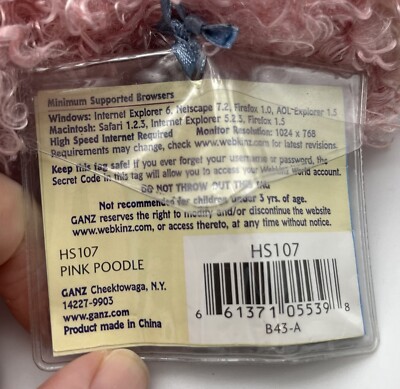 Minimum Supported Browsers
Windows: Internet Explorer 6, Netscape 7.2, Firefox 1.0, AOL Explorer 1.5
Macintosh: Safari 1.2.3, Internet Explorer 5.2.3, Firefox 1.5
High Speed Internet Required Monitor Resolution: 1024 x 768
Requirements may change, check www.webkinz.com for latest revisions.
Keep this tag safe! If you ever forget your username or password, the
Secret Code in this tag will allow you to access your Webkinz World account.
DO NOT THROW OUT THIS TAG
Not recommended for children under 3 yrs. of age.
GANZ reserves the right to modify and/or discontinue the website
www.webkinz.com, or access thereto, at any time without notice.
HS107
PINK POODLE
GANZ Cheektowaga, N.Y.
14227-9903
www.ganz.com
Product made in China
HS107
6 61371 05539 8
B43-A